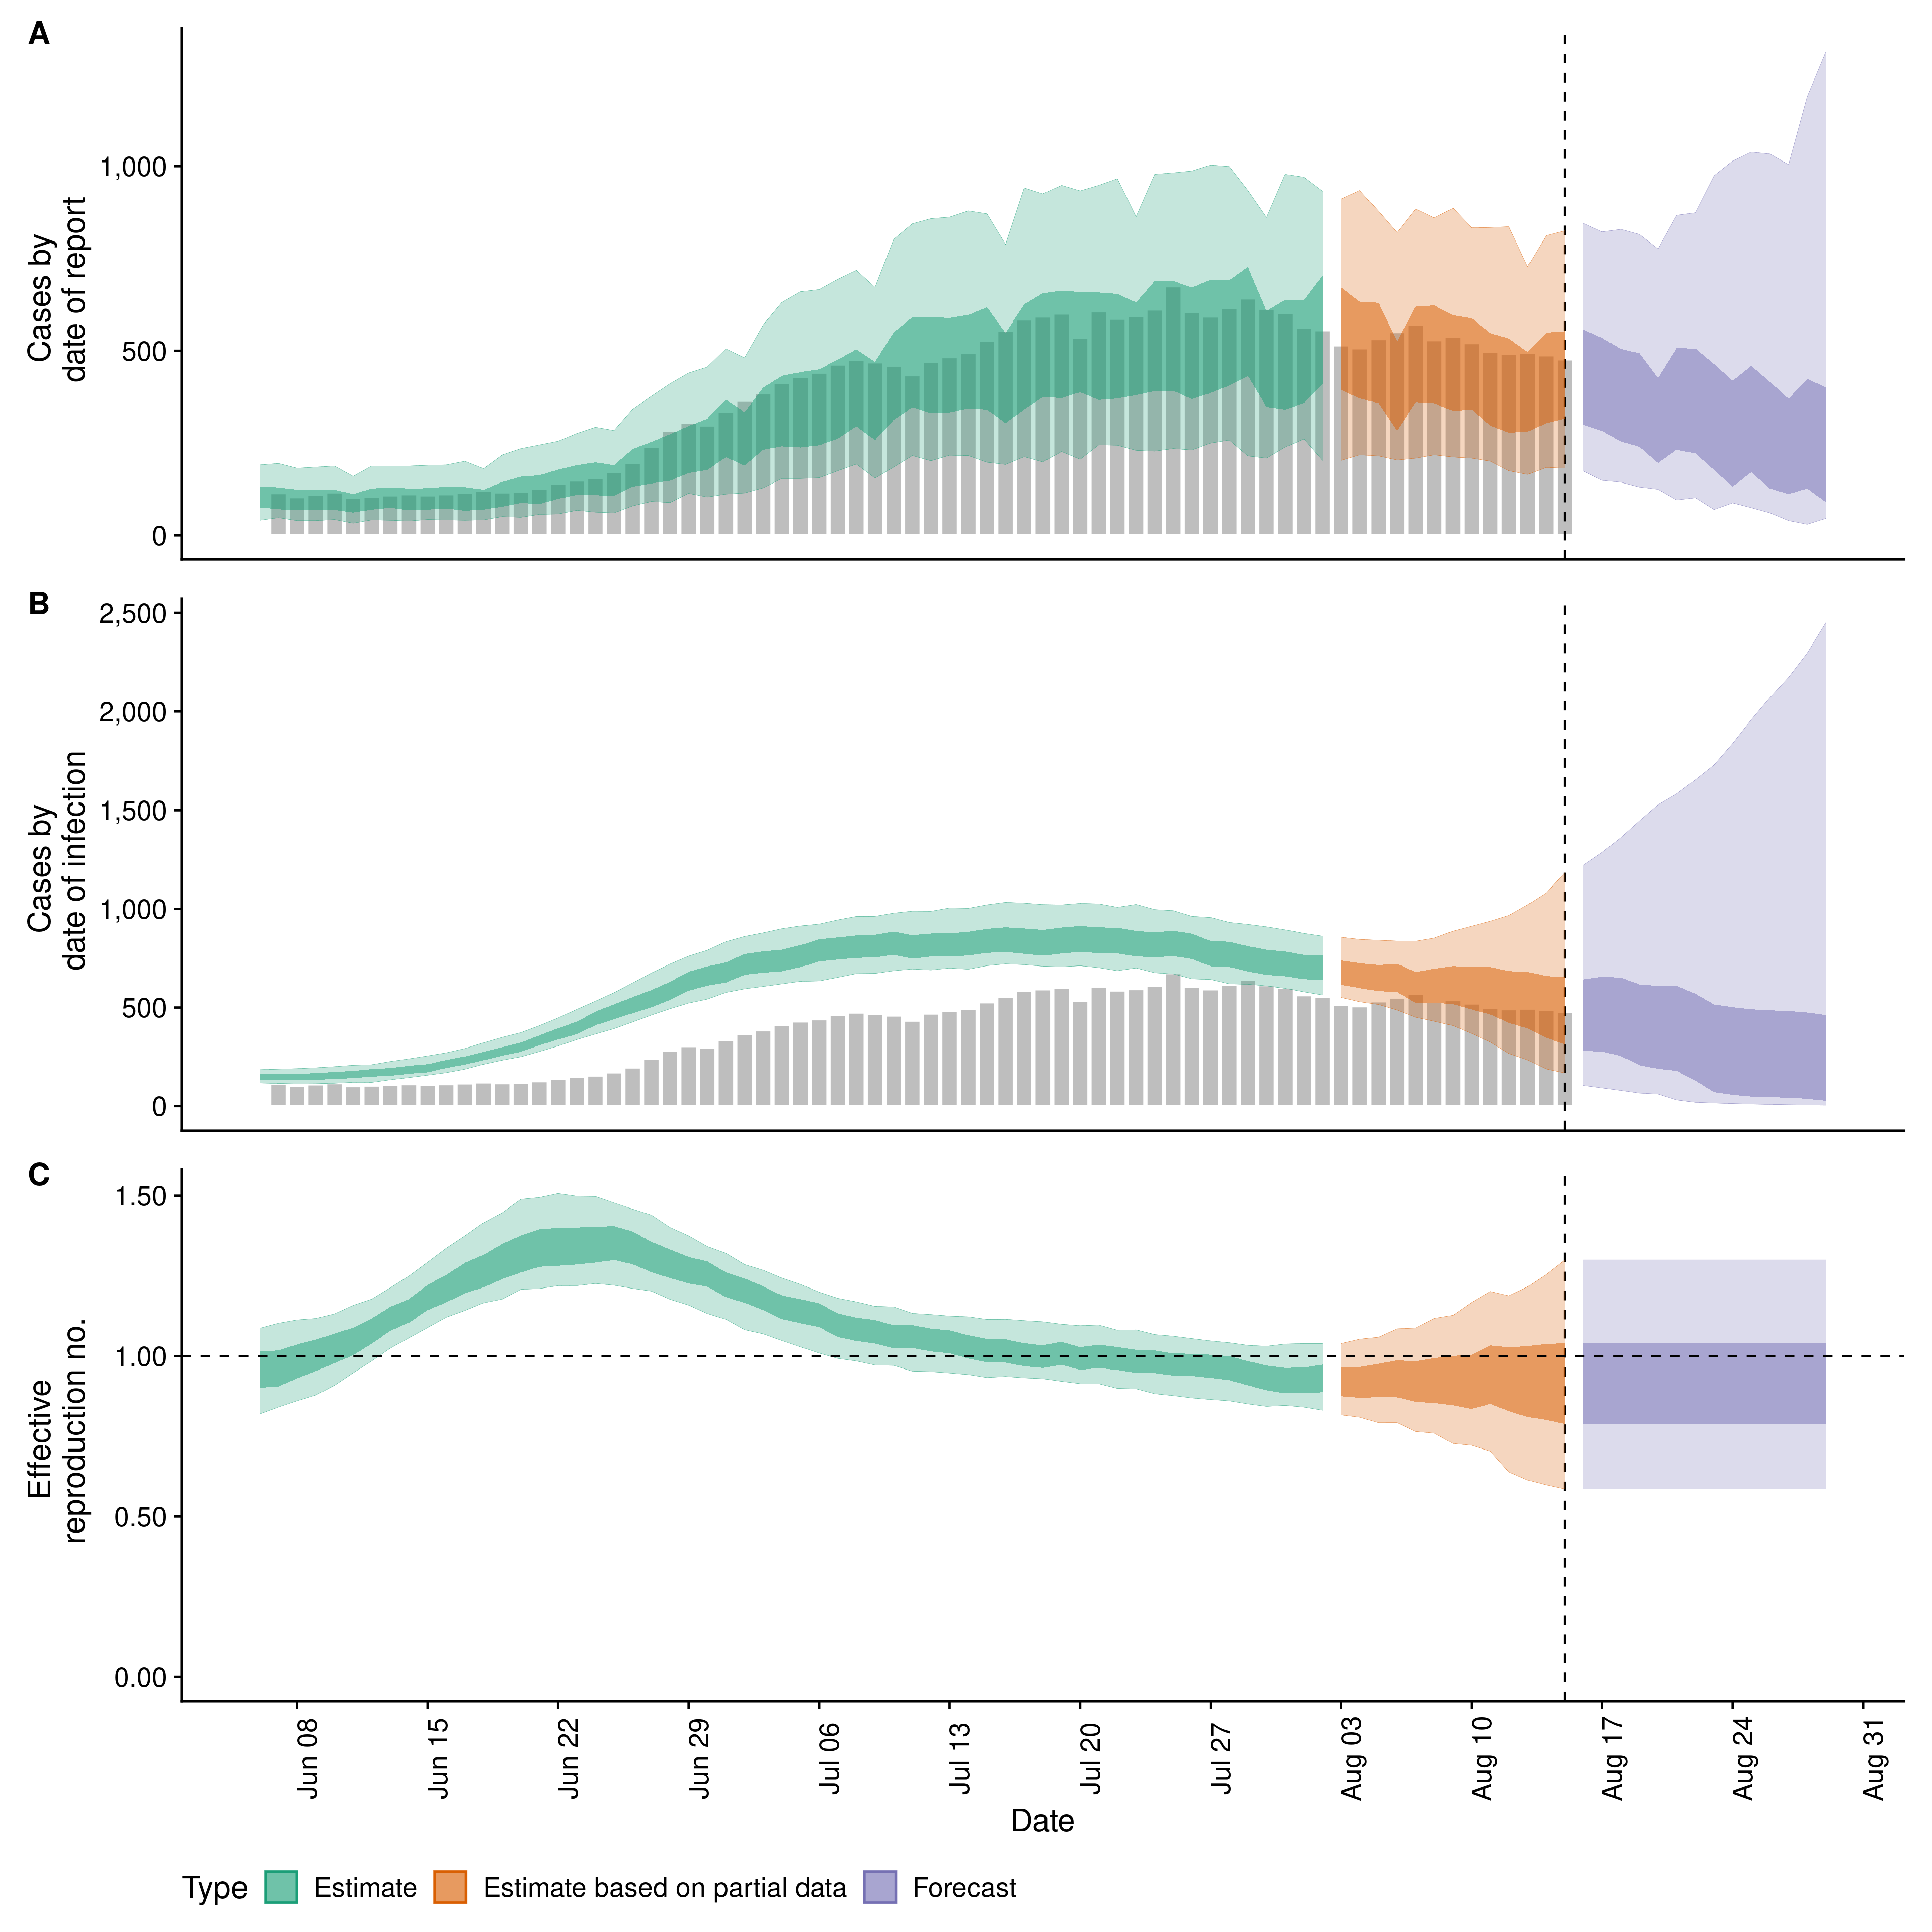 A
Cases by
date of report
1,000
500
0
B
Cases by
date of infection
2,500
2,000
1,500
1,000
500
0
C
Effective
reproduction no.
1.50
1.00
0.50
0.00
Jun 08
Jun 15
Jun 22
Jun 29
Jul 06
Jul 13
Jul 20
Jul 27
Aug 03
Aug 10
Aug 17
Aug 24
Aug 31
Date
Type Estimate Estimate based on partial data Forecast